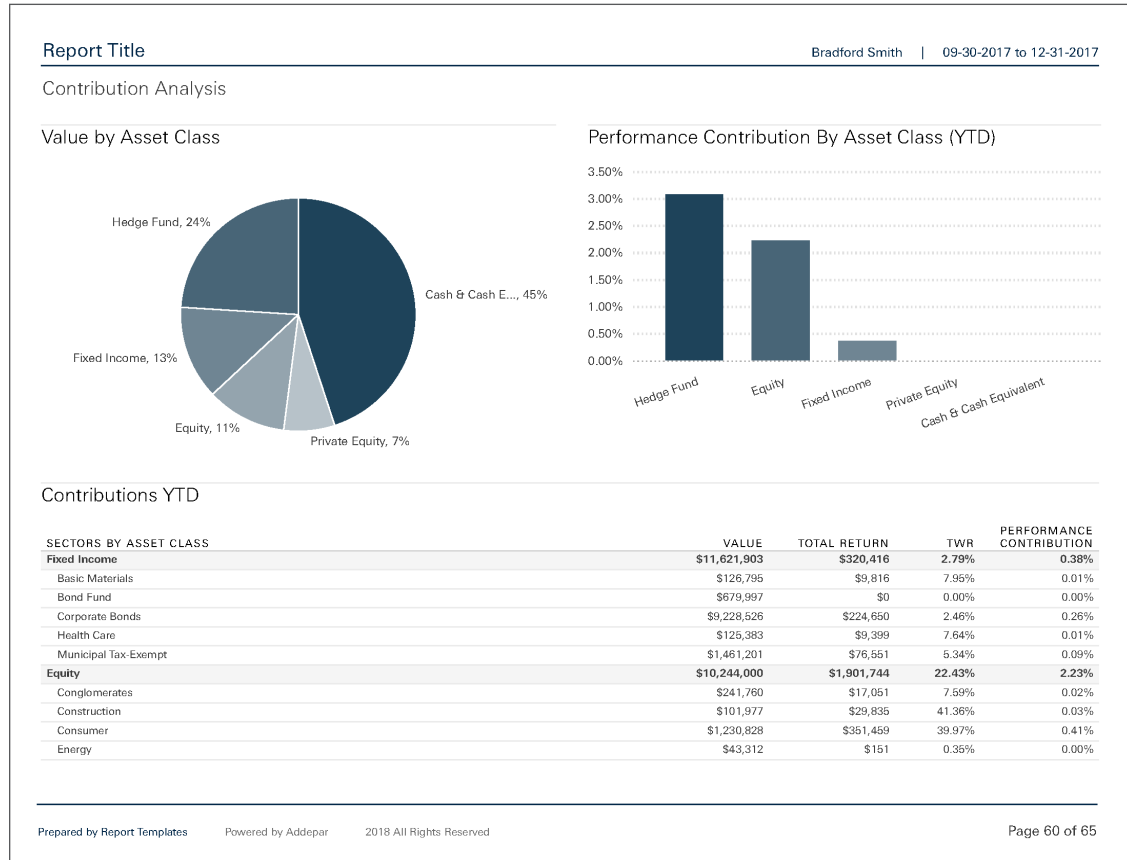 Report Title
Bradford Smith | 09-30-2017 to 12-31-2017
Contribution Analysis
Value by Asset Class
Hedge Fund, 24%
Cash & Cash E..., 45%
Fixed Income, 13%
Equity, 11%
Private Equity, 7%
Performance Contribution By Asset Class (YTD)
3.50%
3.00%
2.50%
2.00%
1.50%
1.00%
0.50%
0.00%
Hedge Fund
Equity
Fixed Income
Private Equity
Cash & Cash Equivalent
Contributions YTD
SECTORS BY ASSET CLASS VALUE TOTAL RETURN TWR PERFORMANCE CONTRIBUTION
Fixed Income $11,621,903 $320,416 2.79% 0.38%
Basic Materials $126,795 $9,816 7.95% 0.01%
Bond Fund $679,997 $0 0.00% 0.00%
Corporate Bonds $9,228,526 $224,650 2.46% 0.26%
Health Care $125,383 $9,399 7.64% 0.01%
Municipal Tax-Exempt $1,461,201 $76,551 5.34% 0.09%
Equity $10,244,000 $1,901,744 22.43% 2.23%
Conglomerates $241,760 $17,051 7.59% 0.02%
Construction $101,977 $29,835 41.36% 0.03%
Consumer $1,230,828 $351,459 39.97% 0.41%
Energy $43,312 $151 0.35% 0.00%
Prepared by Report Templates Powered by Addepar 2018 All Rights Reserved Page 60 of 65